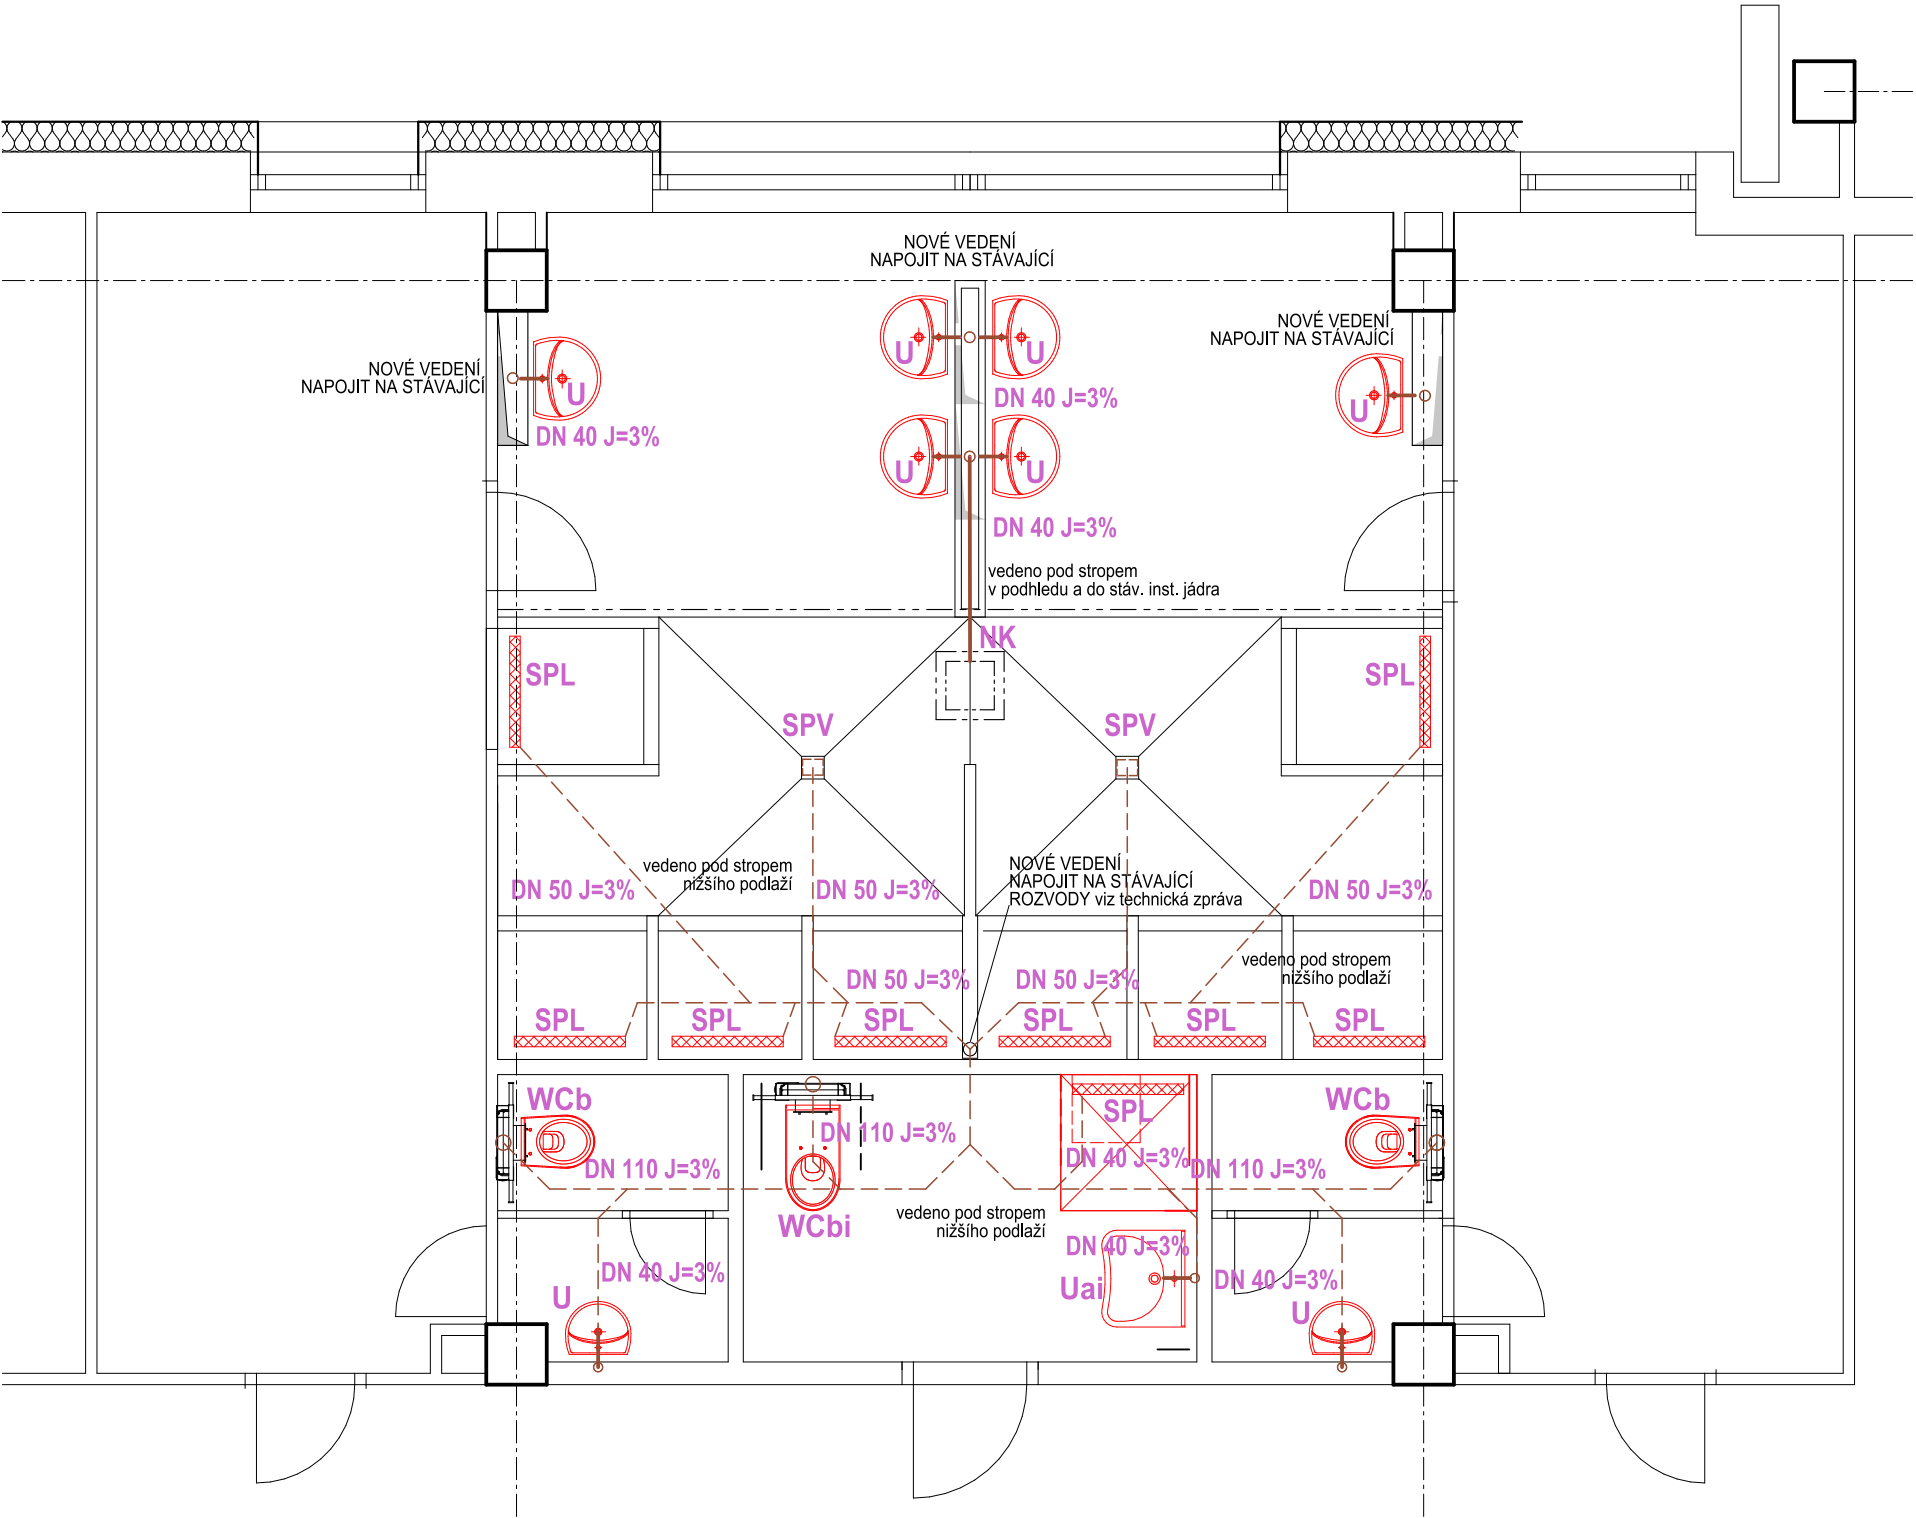 NOVÉ VEDENÍ
NAPOJIT NA STÁVAJÍCÍ
NOVÉ VEDENÍ
NAPOJIT NA STÁVAJÍCÍ
NOVÉ VEDENÍ
NAPOJIT NA STÁVAJÍCÍ
U
U
U
U
DN 40 J=3%
DN 40 J=3%
U
U
DN 40 J=3%
vedeno pod stropem
v podhledu a do stáv. inst. jádra
NK
SPL
SPL
SPV
SPV
vedeno pod stropem
nižšího podlaží
NOVÉ VEDENÍ
NAPOJIT NA STÁVAJÍCÍ
ROZVODY viz technická zpráva
DN 50 J=3%
DN 50 J=3%
DN 50 J=3%
vedeno pod stropem
nižšího podlaží
DN 50 J=3%
DN 50 J=3%
SPL
SPL
SPL
SPL
SPL
SPL
WCb
SPL
WCb
DN 110 J=3%
DN 40 J=3%
DN 110 J=3%
DN 110 J=3%
WCbi
vedeno pod stropem
nižšího podlaží
DN 40 J=3%
DN 40 J=3%
Uai
DN 40 J=3%
U
U